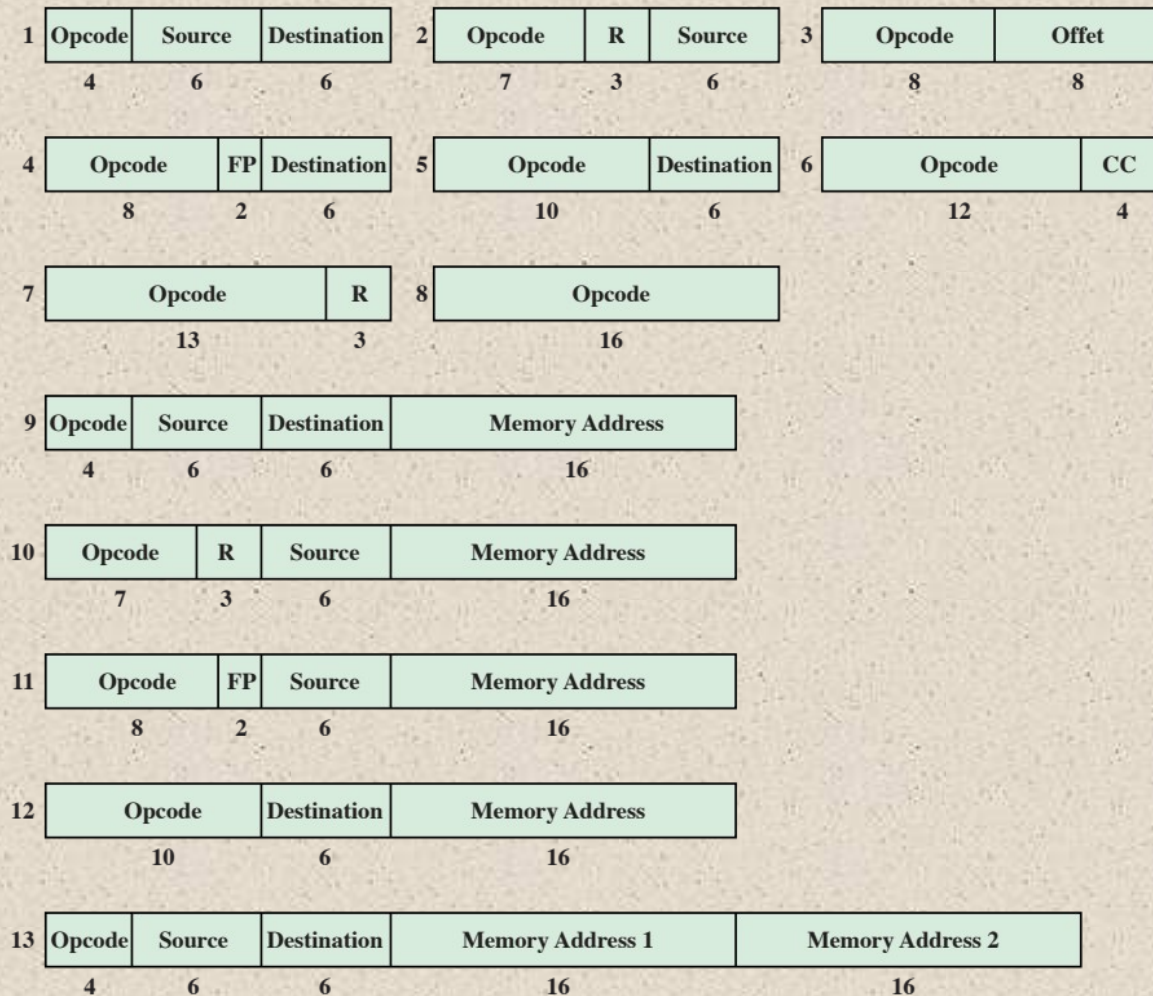 1 Opcode Source Destination 2 Opcode R Source 3 Opcode Offet
4 6 6 7 3 6 8 8
4 Opcode FP Destination 5 Opcode Destination 6 Opcode CC
8 2 6 10 6 12 4
7 Opcode R 8 Opcode
13 3 16
9 Opcode Source Destination Memory Address
4 6 6 16
10 Opcode R Source Memory Address
7 3 6 16
11 Opcode FP Source Memory Address
8 2 6 16
12 Opcode Destination Memory Address
10 6 16
13 Opcode Source Destination Memory Address 1 Memory Address 2
4 6 6 16 16